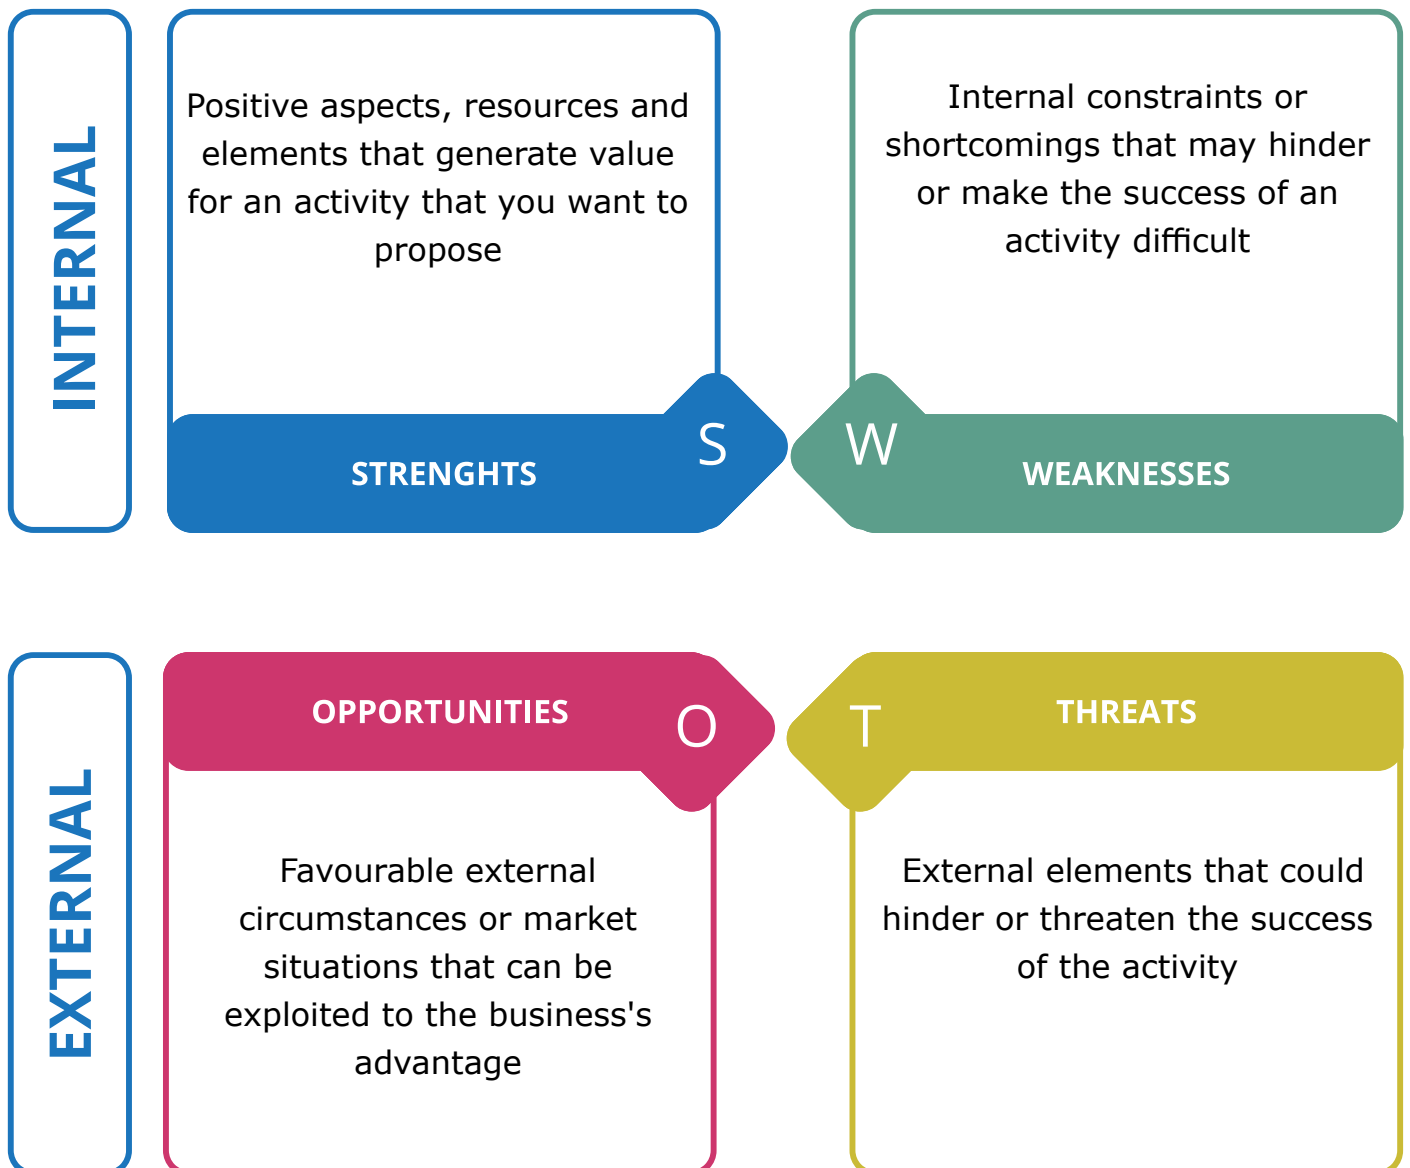 INTERNAL
Positive aspects, resources and
elements that generate value
for an activity that you want to
propose
S
STRENGHTS
Internal constraints or
shortcomings that may hinder
or make the success of an
activity difficult
W
WEAKNESSES
EXTERNAL
OPPORTUNITIES
O
Favourable external
circumstances or market
situations that can be
exploited to the business's
advantage
T
THREATS
External elements that could
hinder or threaten the success
of the activity